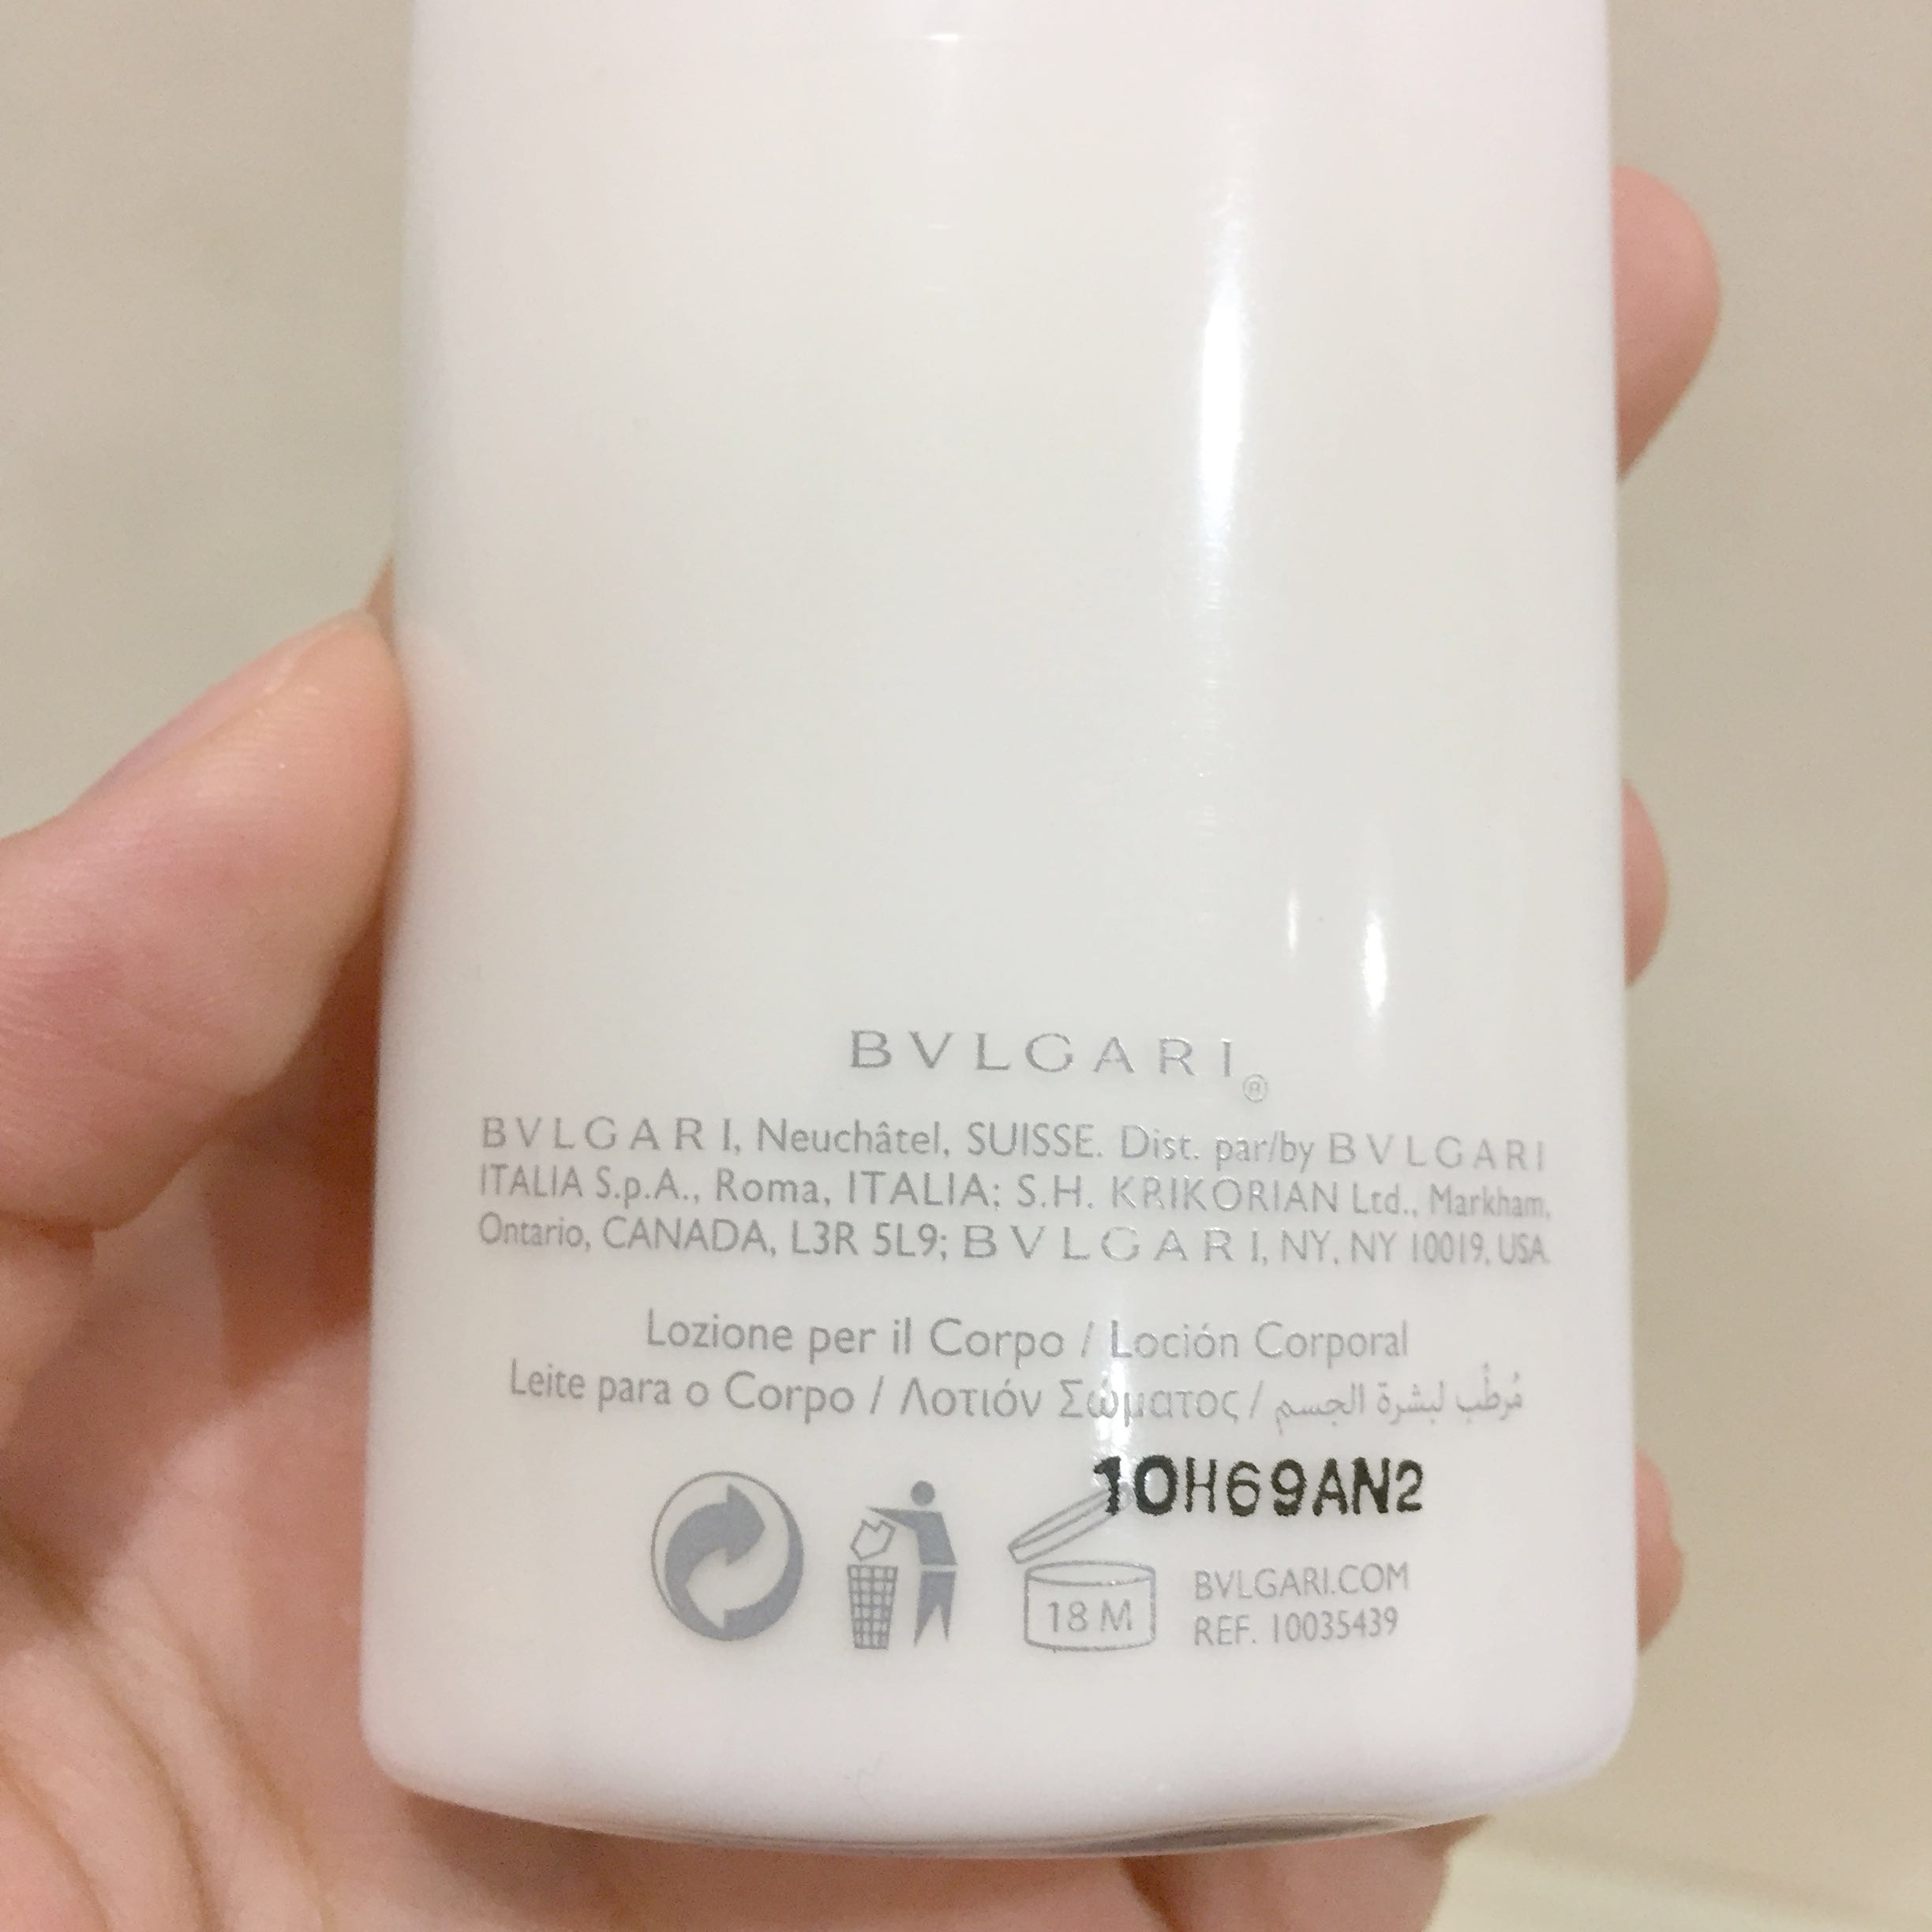 BVLGARI®
BVLGARI, Neuchâtel, SUISSE. Dist. par/by BVLGARI
ITALIA S.p.A., Roma, ITALIA; S.H. KRIKORIAN Ltd., Markham,
Ontario, CANADA, L3R 5L9; BVLGARI, NY, NY 10019, USA.
Lozione per il Corpo / Loción Corporal
Leite para o Corpo / Λοτιόν Σώματος / مُرطّب لبشرة الجسم
10H69AN2
18 M
BVLGARI.COM
REF. 10035439